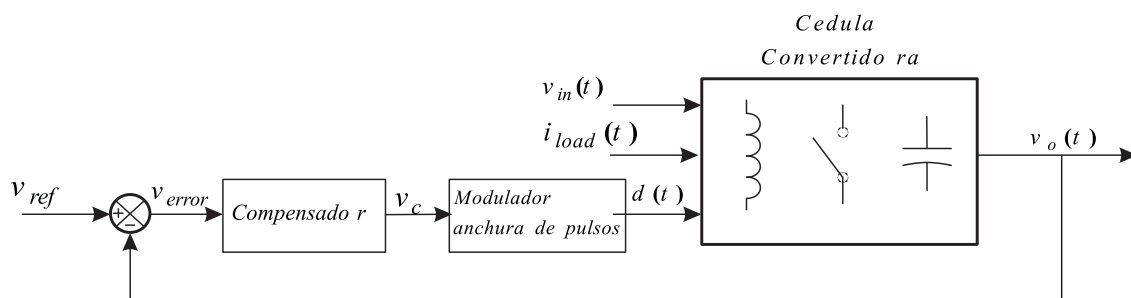 Cedula
Convertido ra
v in (t)
i load (t)
v o (t)
v ref
+
−
v error
Compensado r
v c
Modulador
anchura de pulsos
d (t)